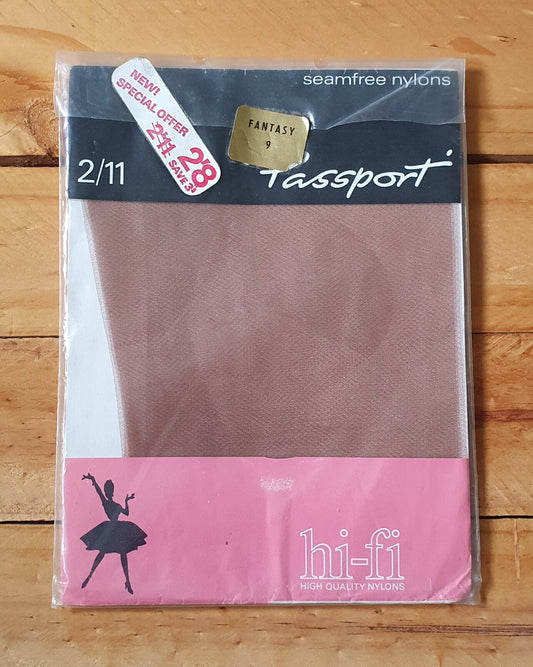 seamfree nylons
NEW!
SPECIAL OFFER
2'11 2'8
SAVE 3d
FANTASY
9
2/11
Passport
hi-fi
HIGH QUALITY NYLONS